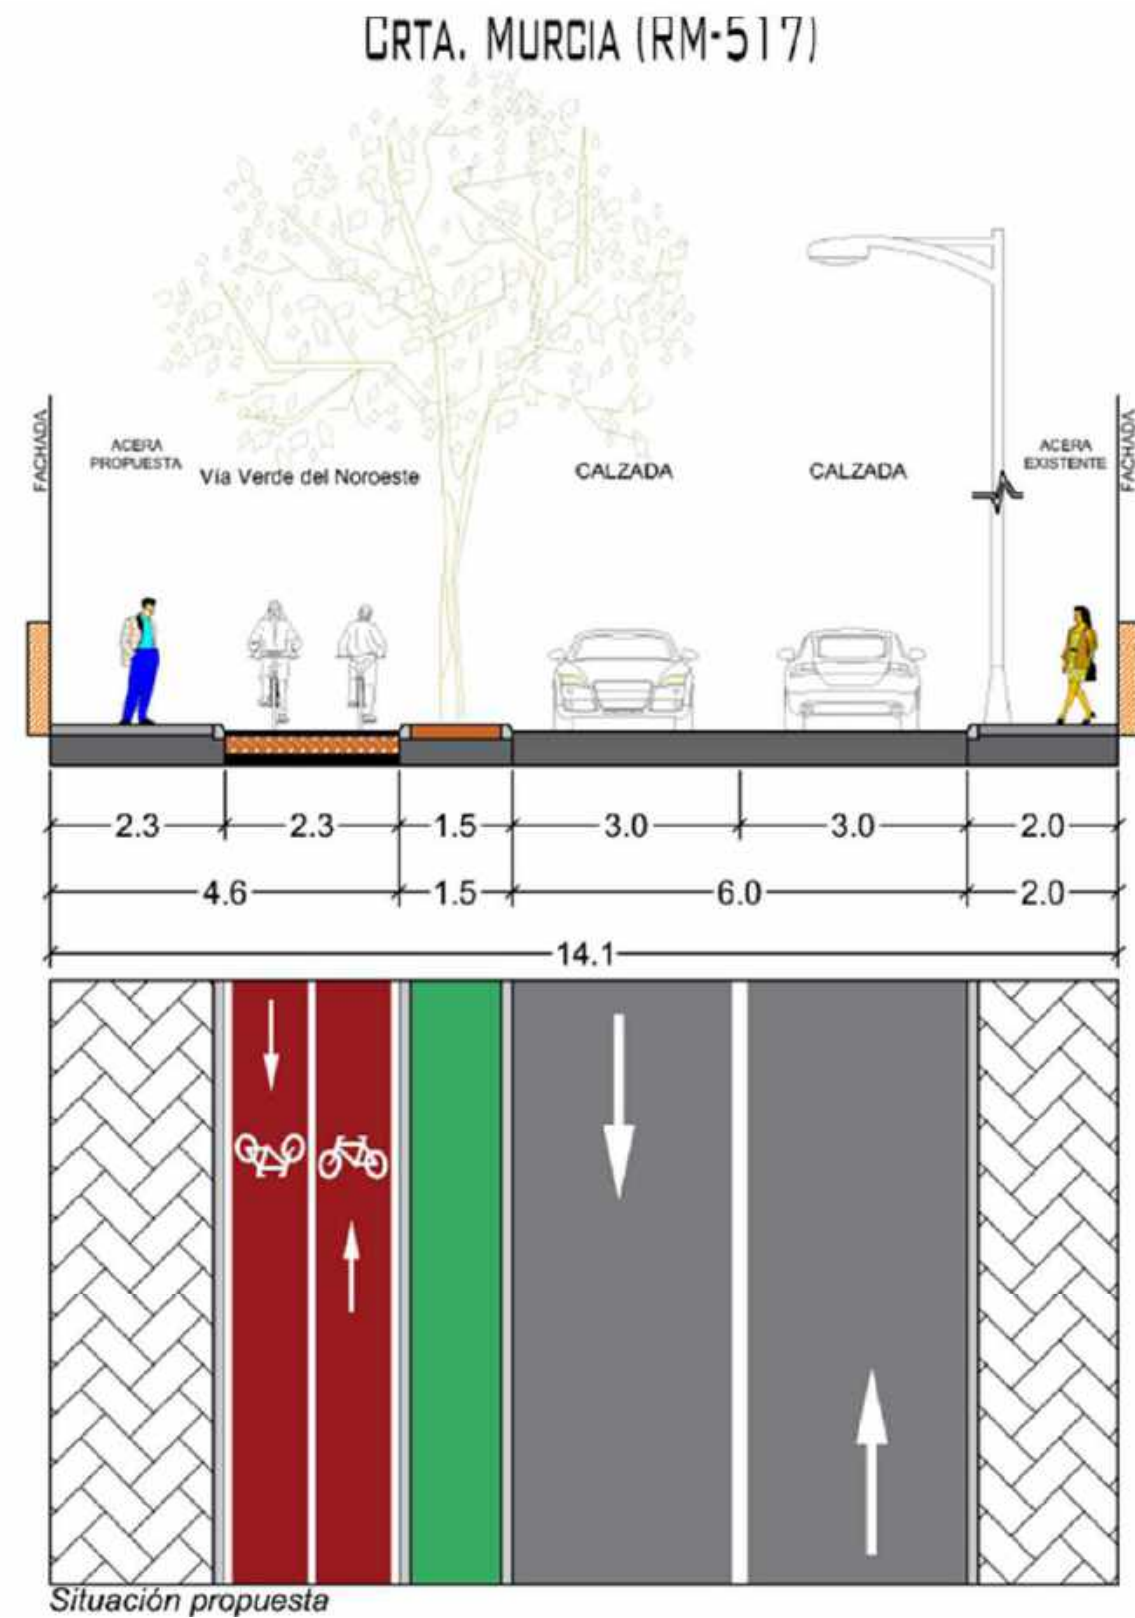 CRTA. MURCIA (RM-517)
FACHADA
ACERA
PROPUESTA
Vía Verde del Noroeste
CALZADA
CALZADA
ACERA
EXISTENTE
FACHADA
2.3 2.3 1.5 3.0 3.0 2.0
4.6 1.5 6.0 2.0
14.1
Situación propuesta